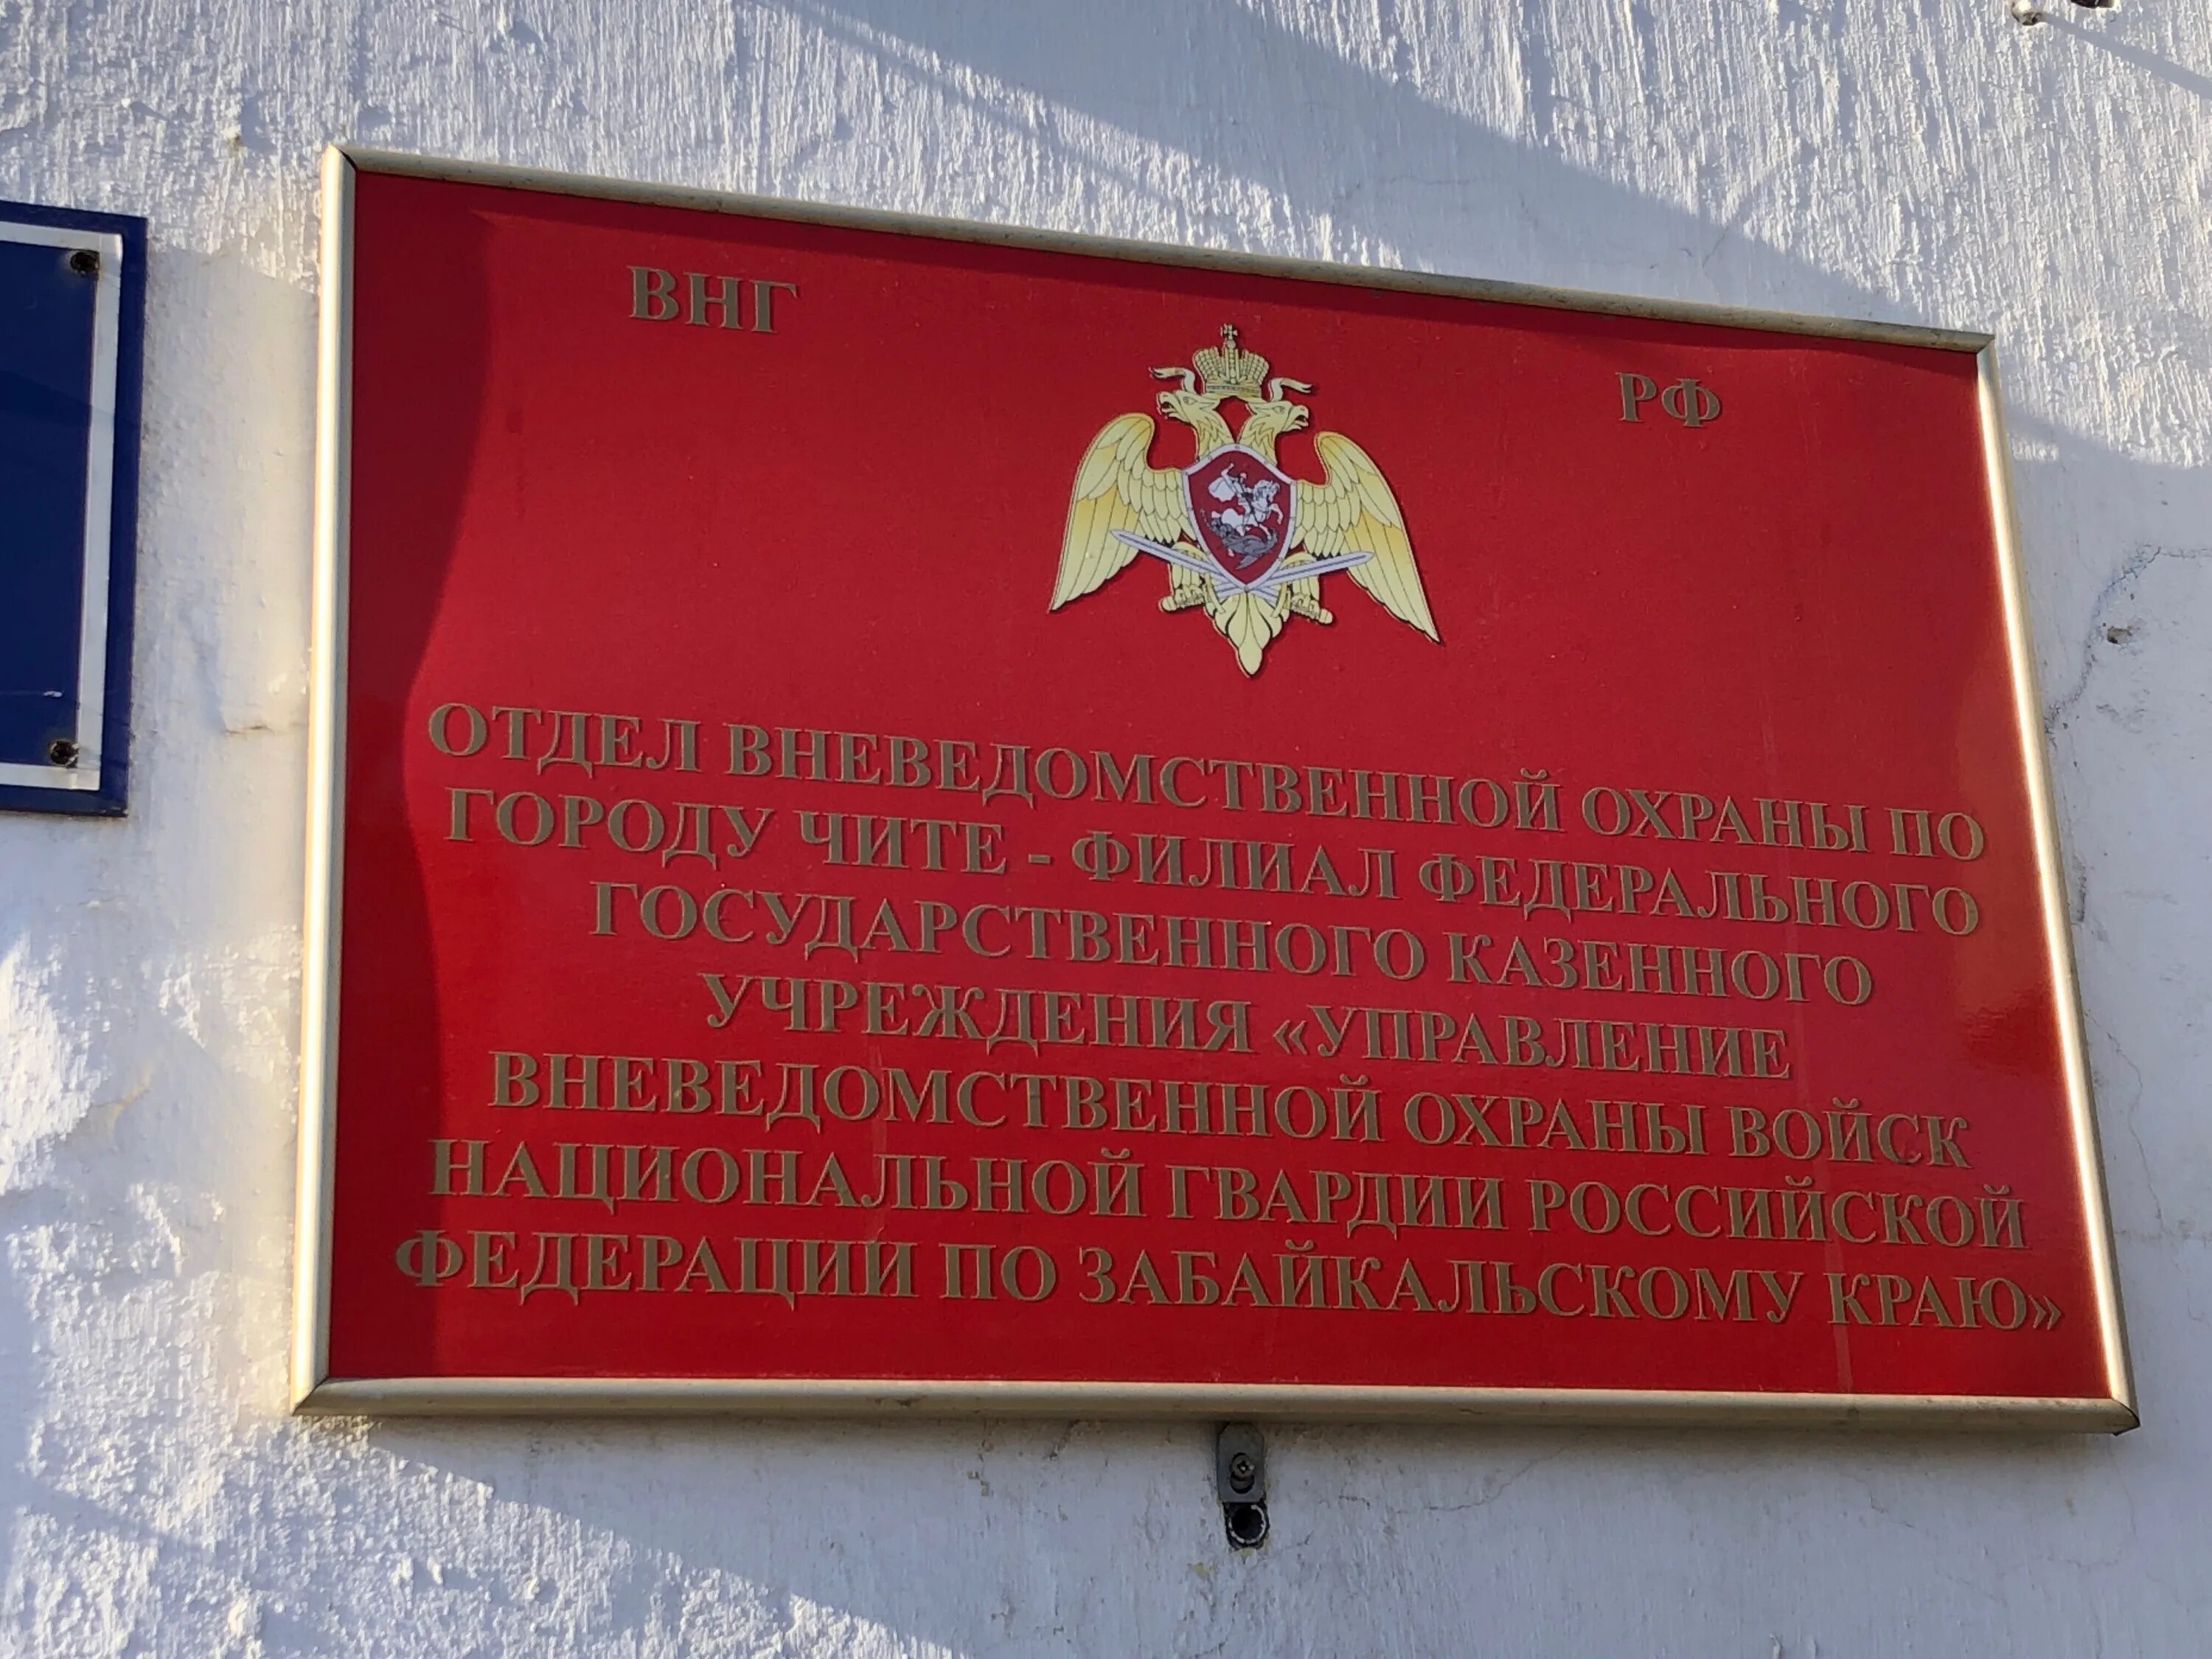 ВНГ РФ
ОТДЕЛ ВНЕВЕДОМСТВЕННОЙ ОХРАНЫ ПО
ГОРОДУ ЧИТЕ - ФИЛИАЛ ФЕДЕРАЛЬНОГО
ГОСУДАРСТВЕННОГО КАЗЕННОГО
УЧРЕЖДЕНИЯ «УПРАВЛЕНИЕ
ВНЕВЕДОМСТВЕННОЙ ОХРАНЫ ВОЙСК
НАЦИОНАЛЬНОЙ ГВАРДИИ РОССИЙСКОЙ
ФЕДЕРАЦИИ ПО ЗАБАЙКАЛЬСКОМУ КРАЮ»